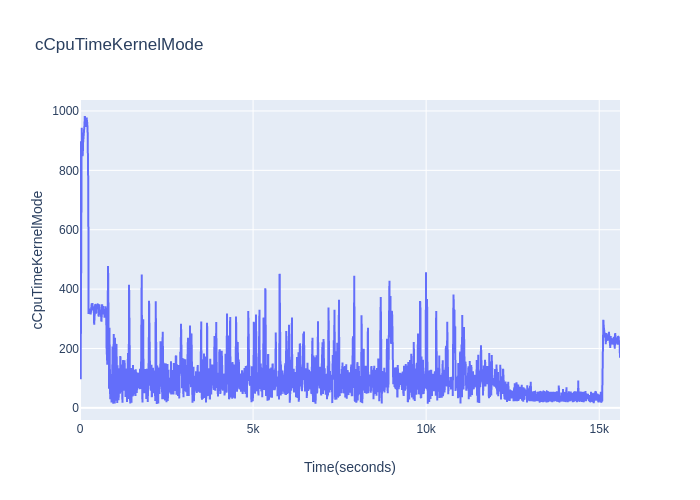 cCpuTimeKernelMode
1000
800
600
400
200
0
cCpuTimeKernelMode
0
5k
10k
15k
Time(seconds)